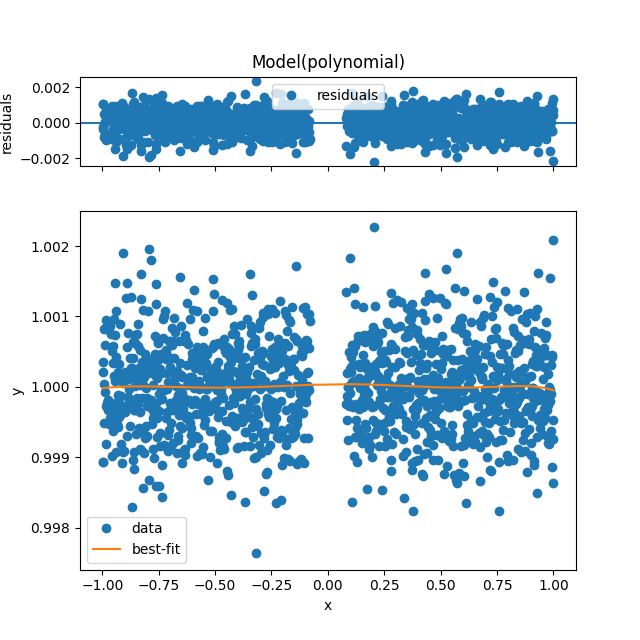 Model(polynomial)
residuals
0.002
0.000
−0.002
residuals
y
1.002
1.001
1.000
0.999
0.998
data
best-fit
−1.00 −0.75 −0.50 −0.25 0.00 0.25 0.50 0.75 1.00
x